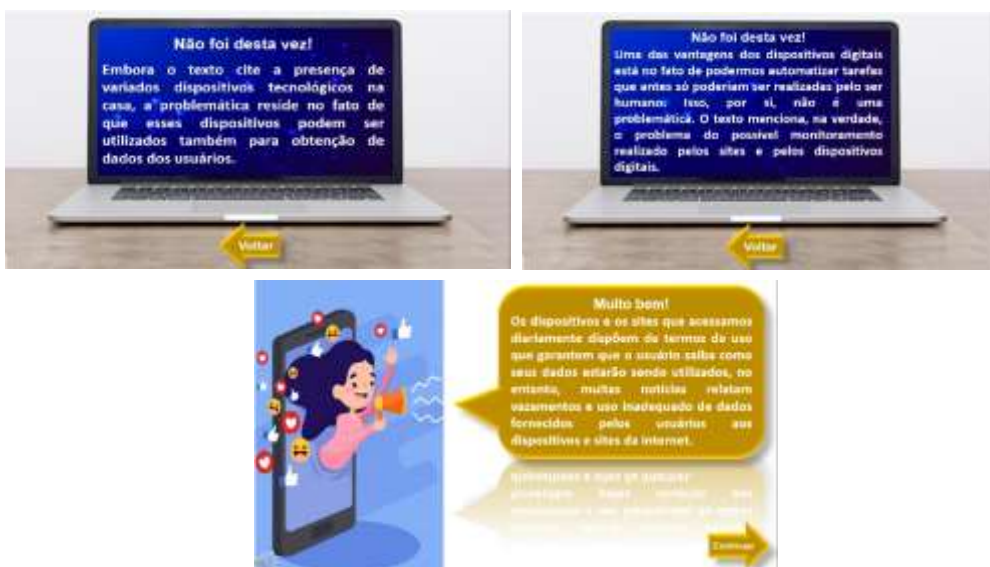 Não foi desta vez!
Embora o texto cite a presença de
variados dispositivos tecnológicos na
casa, a problemática reside no fato de
que esses dispositivos podem ser
utilizados também para obtenção de
dados dos usuários.
Voltar
Não foi desta vez!
Uma das vantagens dos dispositivos digitais
está no fato de podermos automatizar tarefas
que antes só poderiam ser realizadas pelo ser
humano. Isso, por si, não é uma
problemática. O texto menciona, na verdade,
o problema do possível monitoramento
realizado pelos sites e pelos dispositivos
digitais.
Voltar
Muito bem!
Os dispositivos e os sites que acessamos
diariamente dispõem de termos de uso
que garantem que o usuário saiba como
seus dados estarão sendo utilizados, no
entanto, muitas notícias relatam
vazamentos e uso inadequado de dados
fornecidos pelos usuários aos
dispositivos e sites da internet.
Continuar